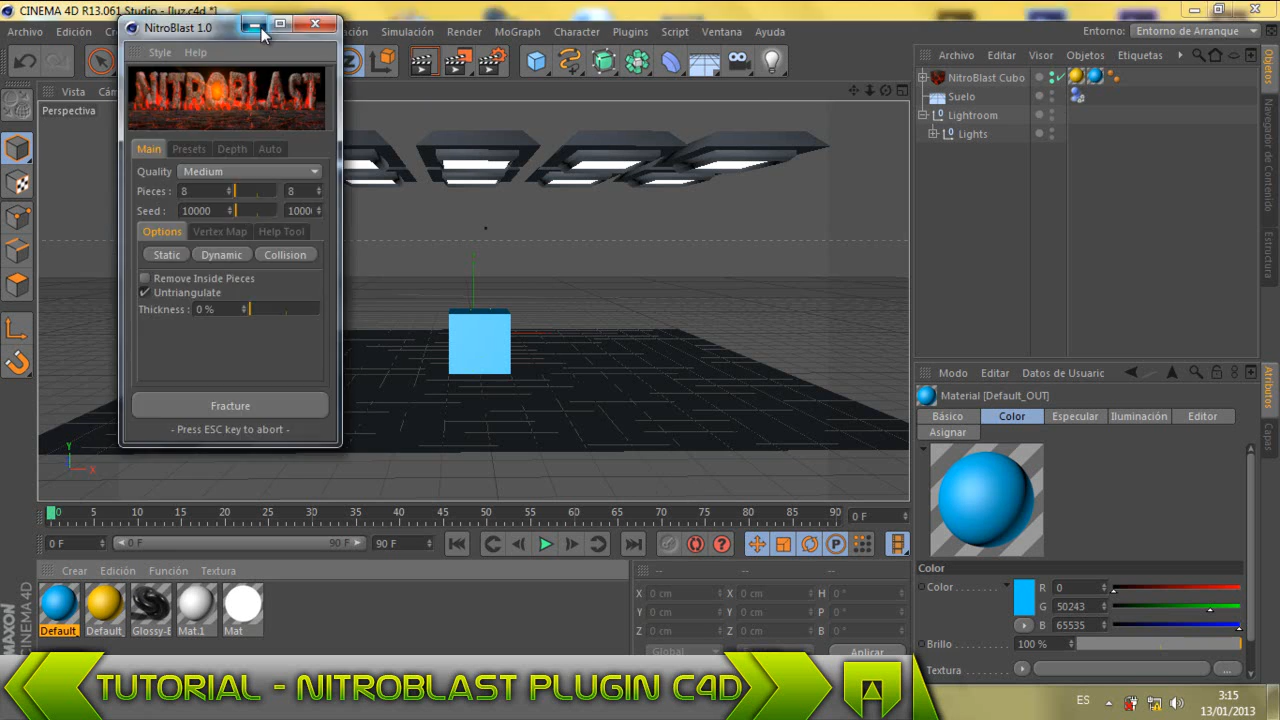 CINEMA 4D R13.061 Studio - [luz.c4d *]
NitroBlast 1.0
Archivo Edición
Simulación Render MoGraph Character Plugins Script Ventana Ayuda
Entorno: Entorno de Arranque
Style Help
Archivo Editar Visor Objetos Etiquetas
NITROBLAST
Vista
Perspectiva
NitroBlast Cubo
Suelo
Lightroom
Lights
Objetos
Navegador de Contenido
Estructura
Main Presets Depth Auto
Quality Medium
Pieces : 8 8
Seed : 10000
Options Vertex Map Help Tool
Static Dynamic Collision
Remove Inside Pieces
Untriangulate
Thickness : 0 %
Fracture
- Press ESC key to abort -
Y
X
Modo Editar Datos de Usuario
Material [Default_OUT]
Básico Color Especular Iluminación Editor
Asignar
Atributos
Capas
0 5 10 15 20 25 30 35 40 45 50 55 60 65 70 75 80 85 90 0 F
0 F 0 F 90 F 90 F
Crear Edición Función Textura
Default_ Default_ Glossy-E Mat.1 Mat
-- -- --
X 0 cm X 0 cm H 0 °
Y 0 cm Y 0 cm P 0 °
Z 0 cm Z 0 cm B 0 °
Global Aplicar
Color
Color R 0
G 50243
B 65535
Brillo 100 %
Textura ...
MAXON
CINEMA 4D
TUTORIAL - NITROBLAST PLUGIN C4D
ES
3:15
13/01/2013